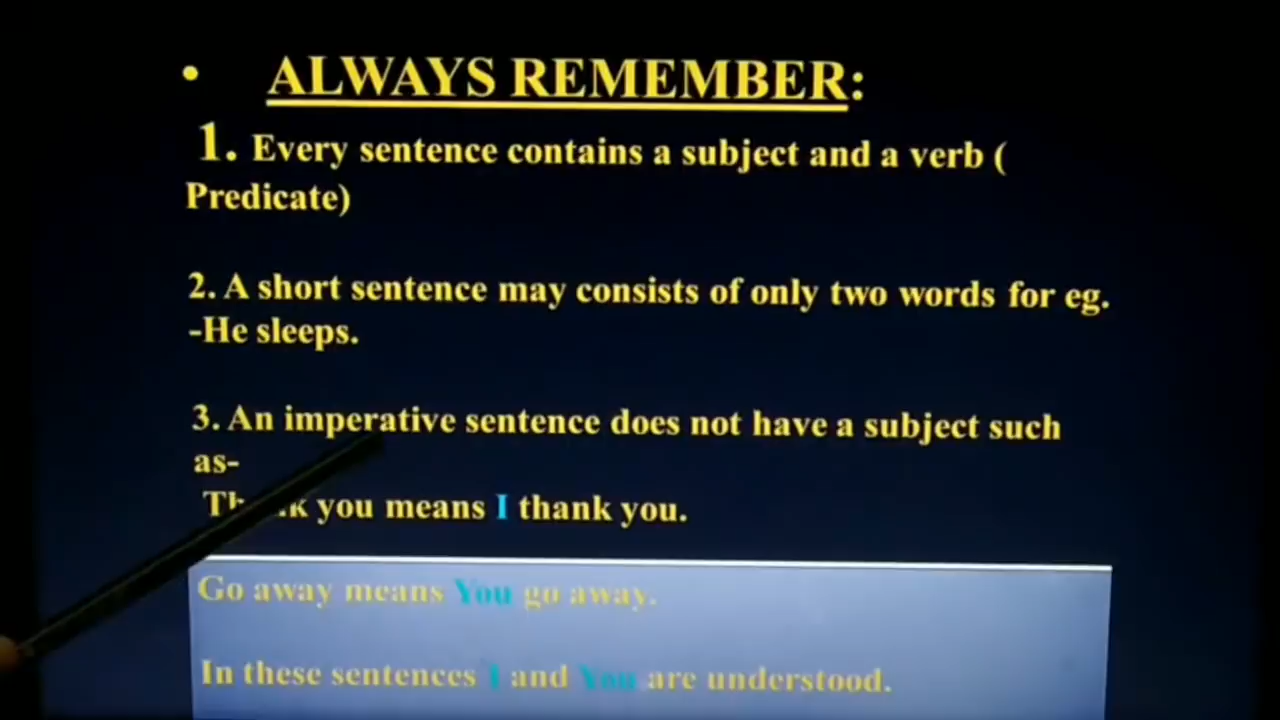 • ALWAYS REMEMBER:
1. Every sentence contains a subject and a verb (
Predicate)
2. A short sentence may consists of only two words for eg.
-He sleeps.
3. An imperative sentence does not have a subject such
as-
you means I thank you.
Go away means You go away.
In these sentences I and You are understood.